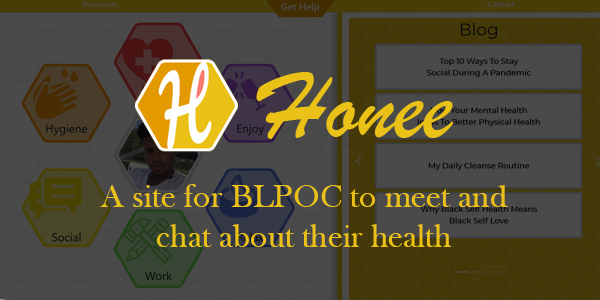 Resources
Get Help
Contact
Blog
Top 10 Ways To Stay
Social During A Pandemic
Your Mental Health
To Better Physical Health
My Daily Cleanse Routine
Why Black Self Health Means
Black Self Love
Hygiene
Enjoy
Social
Work
H Honee
A site for BLPOC to meet and
chat about their health